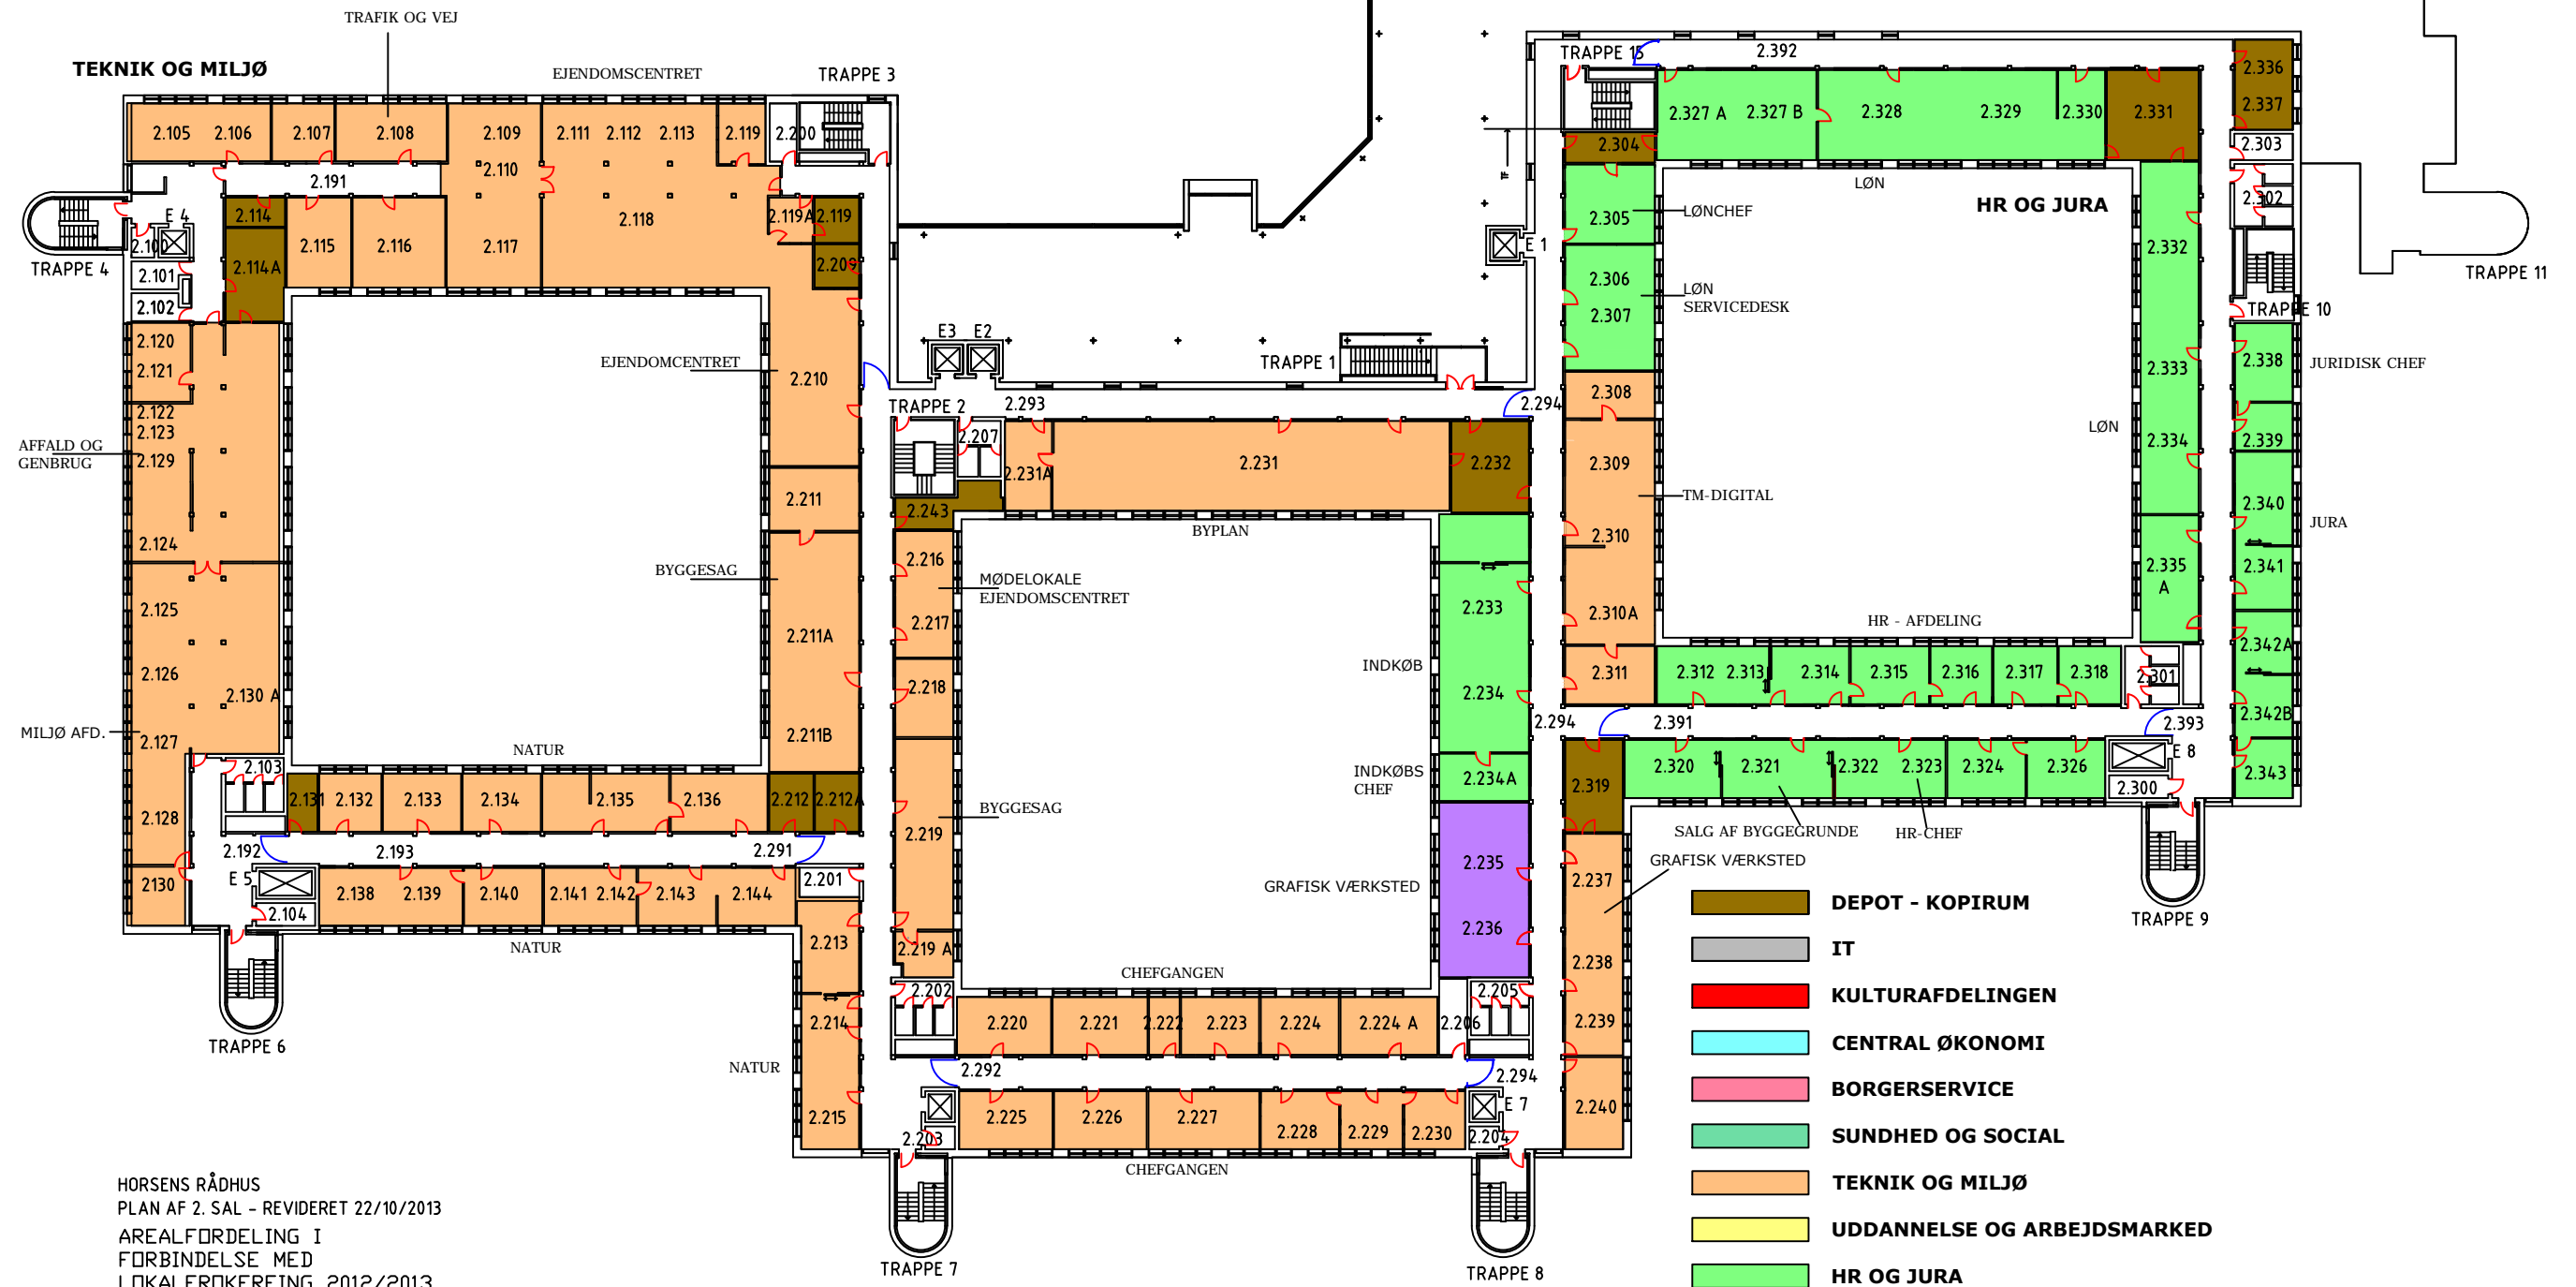 TRAFIK OG VEJ
TEKNIK OG MILJØ
EJENDOMSCENTRET
TRAPPE 3
2.105 2.106 2.107 2.108 2.109 2.111 2.112 2.113 2.119 2.200
2.110
2.191
2.114 2.118 2.119A 2.119
E 4
2.100 2.115 2.116 2.117
TRAPPE 4
2.101 2.114A 2.209
2.102
2.120
2.121
2.122
2.123
AFFALD OG
GENBRUG
2.129
2.124
2.125
2.126
2.130 A
MILJØ AFD.
2.127
2.128
2130
EJENDOMCENTRET
2.210
2.211
BYGGESAG
2.211A
2.211B
NATUR
2.103
2.131 2.132 2.133 2.134 2.135 2.136 2.212 2.212A
2.192 2.193 2.291
E 5
2.104
2.138 2.139 2.140 2.141 2.142 2.143 2.144 2.201
NATUR
2.213
2.214
NATUR
2.215
TRAPPE 6
E3 E2
TRAPPE 1
TRAPPE 2
2.293 2.294
2.207
2.231A 2.231 2.232
2.243
BYPLAN
2.216
MØDELOKALE
EJENDOMSCENTRET
2.217
2.218
BYGGESAG
2.219
2.219 A
2.233
INDKØB
2.234
INDKØBS
CHEF
2.234A
2.235
GRAFISK VÆRKSTED
2.236
CHEFGANGEN
2.202 2.205
2.220 2.221 2.222 2.223 2.224 2.224 A 2.206
2.292 2.294
E 7
2.225 2.226 2.227 2.228 2.229 2.230
2.203 2.204
CHEFGANGEN
TRAPPE 7
TRAPPE 8
TRAPPE 15
2.392
2.327 A 2.327 B 2.328 2.329 2.330 2.331
2.336
2.337
2.304
2.303
2.302
LØN
HR OG JURA
2.305
LØNCHEF
E 1
2.306
LØN
SERVICEDESK
2.307
2.332
TRAPPE 11
TRAPPE 10
2.333
2.338
JURIDISK CHEF
2.308
LØN
2.334
2.339
2.309
TM-DIGITAL
2.310
2.340
JURA
2.335
A
2.341
2.310A
HR - AFDELING
2.342A
2.311 2.312 2.313 2.314 2.315 2.316 2.317 2.318 2.301
2.342B
2.294 2.391 2.393
E 8
2.319 2.320 2.321 2.322 2.323 2.324 2.326 2.300
2.343
SALG AF BYGGEGRUNDE
HR-CHEF
GRAFISK VÆRKSTED
2.237
2.238
2.239
2.240
TRAPPE 9
DEPOT - KOPIRUM
IT
KULTURAFDELINGEN
CENTRAL ØKONOMI
BORGERSERVICE
SUNDHED OG SOCIAL
TEKNIK OG MILJØ
UDDANNELSE OG ARBEJDSMARKED
HR OG JURA
HORSENS RÅDHUS
PLAN AF 2. SAL - REVIDERET 22/10/2013
AREALFORDELING I
FORBINDELSE MED
LOKALEROKERFING 2012/2013